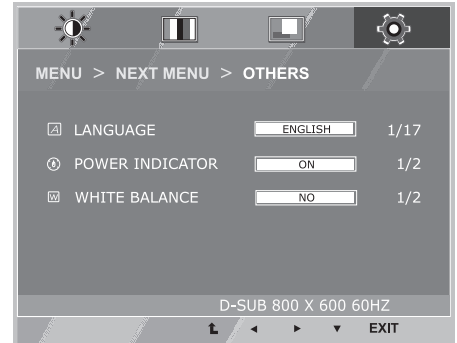 MENU > NEXT MENU > OTHERS
A LANGUAGE ENGLISH 1/17
POWER INDICATOR ON 1/2
W WHITE BALANCE NO 1/2
D-SUB 800 X 600 60HZ
EXIT